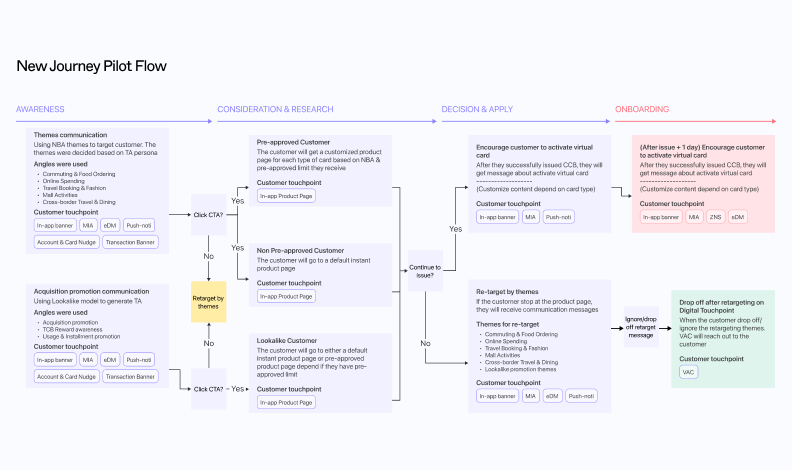 New Journey Pilot Flow
AWARENESS
CONSIDERATION & RESEARCH
DECISION & APPLY
ONBOARDING
Themes communication
Using NBA themes to target customer. The
themes were decided based on TA persona
Angles were used
• Commuting & Food Ordering
• Online Spending
• Travel Booking & Fashion
• Mall Activities
• Cross-border Travel & Dining
Customer touchpoint
In-app banner
MIA
eDM
Push-noti
Account & Card Nudge
Transaction Banner
Acquisition promotion communication
Using Lookalike model to generate TA
Angles were used
• Acquisition promotion
• TCB Reward awareness
• Usage & Installment promotion
Customer touchpoint
In-app banner
MIA
eDM
Push-noti
Account & Card Nudge
Transaction Banner
Click CTA?
Yes
Yes
No
Retarget by
themes
No
Click CTA?
Yes
Pre-approved Customer
The customer will get a customized product
page for each type of card based on NBA &
pre-approved limit they receive
Customer touchpoint
In-app Product Page
Non Pre-approved Customer
The customer will go to a default instant
product page
Customer touchpoint
In-app Product Page
Lookalike Customer
The customer will go to either a default
instant product page or pre-approved
product page depend if they have pre-
approved limit
Customer touchpoint
In-app Product Page
Continue to
issue?
Yes
No
Encourage customer to activate virtual
card
After they successfully issued CCB, they will
get message about activate virtual card
--------------------
(Customize content depend on card type)
Customer touchpoint
In-app banner
MIA
Push-noti
Re-target by themes
If the customer stop at the product page,
they will receive communication messages
Themes for re-target
• Commuting & Food Ordering
• Online Spending
• Travel Booking & Fashion
• Mall Activities
• Cross-border Travel & Dining
• Lookalike promotion themes
Customer touchpoint
In-app banner
MIA
eDM
Push-noti
Ignore/drop
off retarget
message
(After issue + 1 day) Encourage customer
to activate virtual card
After they successfully issued CCB, they will
get message about activate virtual card
--------------------
(Customize content depend on card type)
Customer touchpoint
In-app banner
MIA
ZNS
eDM
Drop off after retargeting on
Digital Touchpoint
When the customer drop off/
ignore the retargeting themes.
VAC will reach out to the
customer
Customer touchpoint
VAC